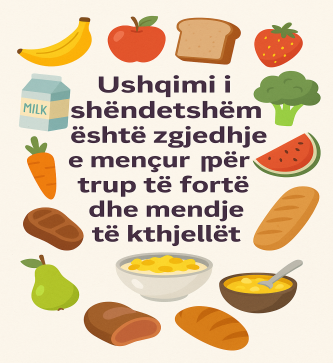 Ushqimi i
shëndetshëm
MILK
është zgjedhje
e mençur për
trup të fortë
dhe mendje
të kthjellët